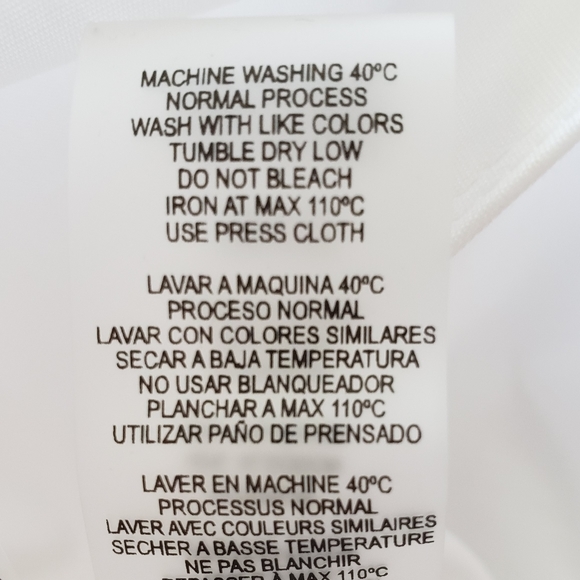 MACHINE WASHING 40ºC
NORMAL PROCESS
WASH WITH LIKE COLORS
TUMBLE DRY LOW
DO NOT BLEACH
IRON AT MAX 110ºC
USE PRESS CLOTH
LAVAR A MAQUINA 40ºC
PROCESO NORMAL
LAVAR CON COLORES SIMILARES
SECAR A BAJA TEMPERATURA
NO USAR BLANQUEADOR
PLANCHAR A MAX 110ºC
UTILIZAR PAÑO DE PRENSADO
LAVER EN MACHINE 40ºC
PROCESSUS NORMAL
LAVER AVEC COULEURS SIMILAIRES
SECHER A BASSE TEMPERATURE
NE PAS BLANCHIR
REPASSER À MAX 110ºC